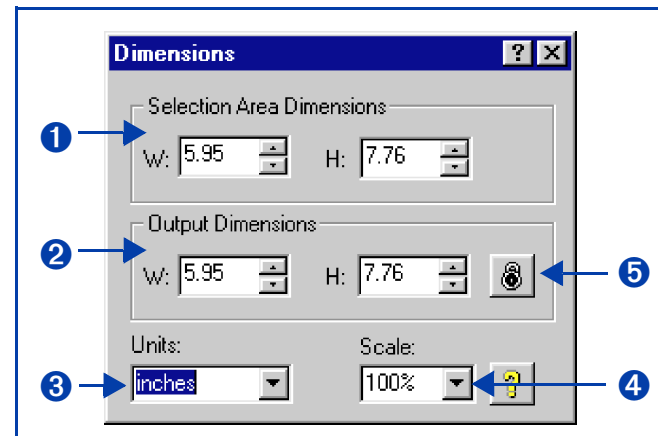 Dimensions ? ×
Selection Area Dimensions
1 W: 5.95 H: 7.76
Output Dimensions
2 W: 5.95 H: 7.76 5
Units: Scale:
3 inches 100% ? 4